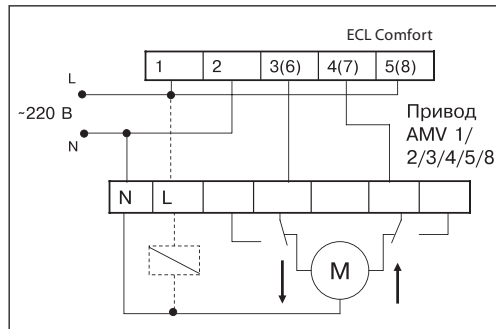 ECL Comfort
1 2 3(6) 4(7) 5(8)
L
~220 В
N
Привод
AMV 1/
2/3/4/5/8
N L
M